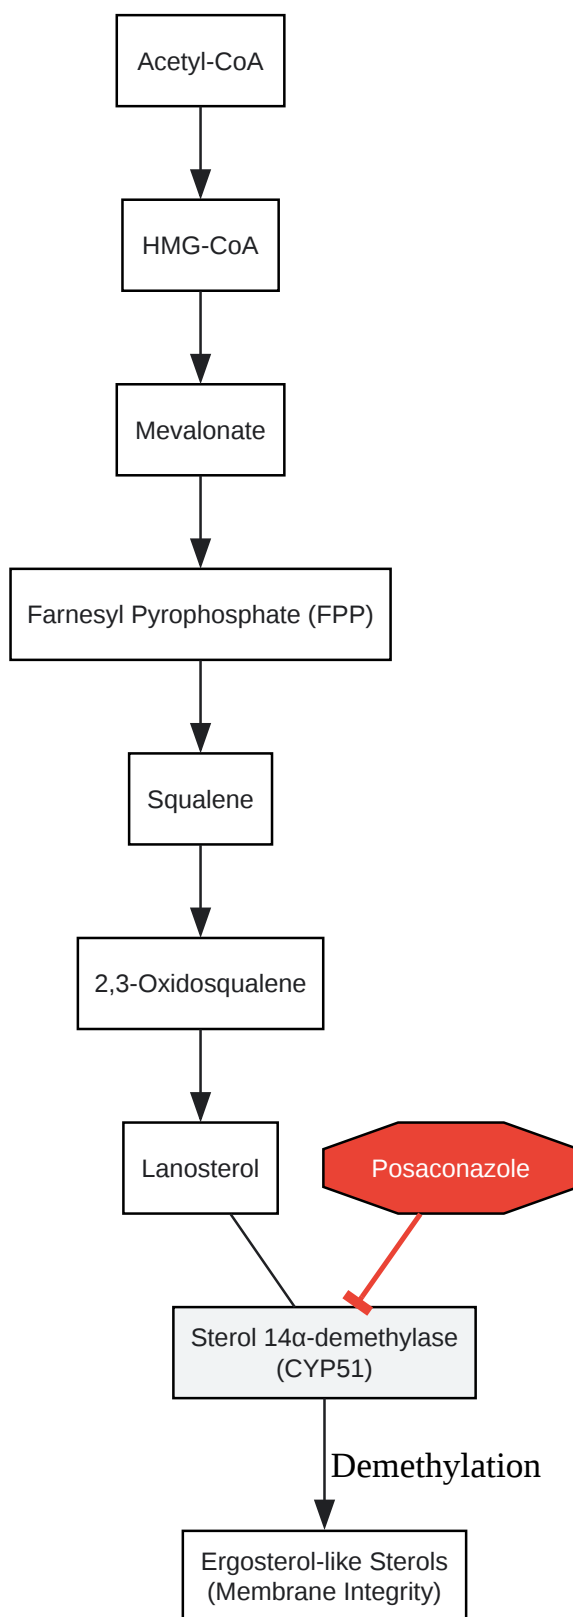 Acetyl-CoA
HMG-CoA
Mevalonate
Farnesyl Pyrophosphate (FPP)
Squalene
2,3-Oxidosqualene
Lanosterol
Posaconazole
Sterol 14α-demethylase
(CYP51)
Demethylation
Ergosterol-like Sterols
(Membrane Integrity)